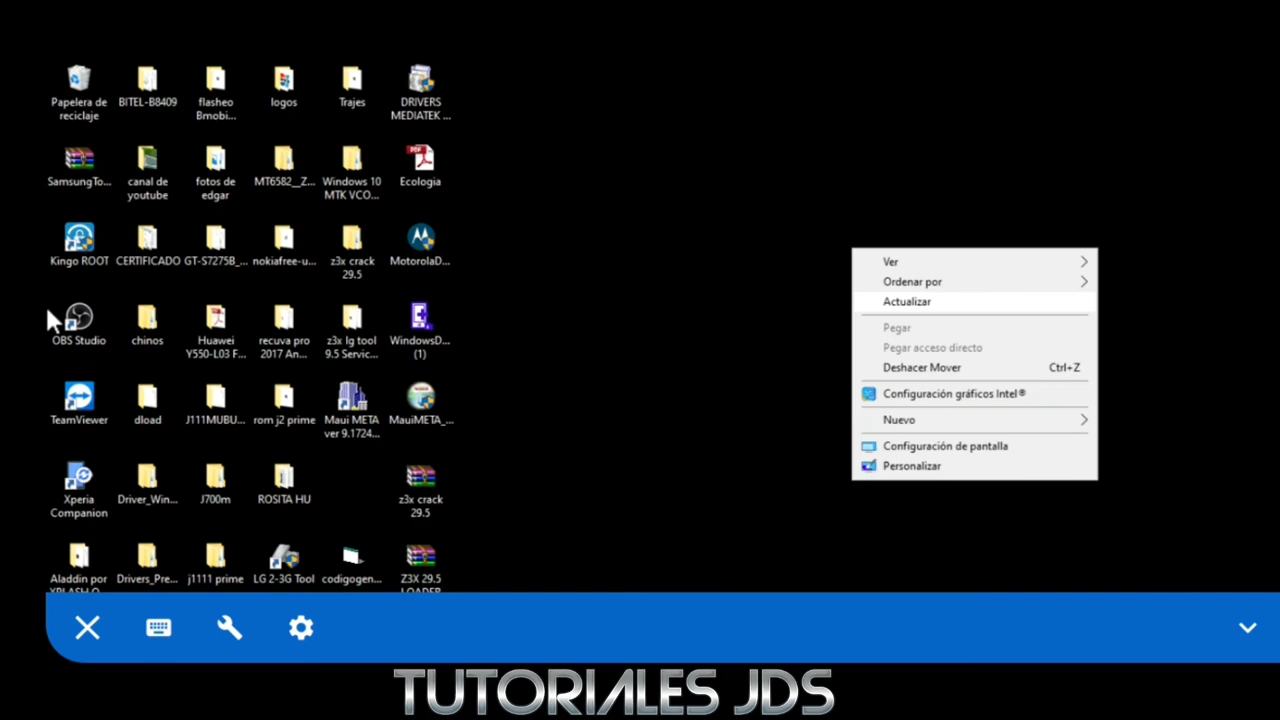 Papelera de
reciclaje
BITEL-B8409
flasheo
Bmobi...
logos
Trajes
DRIVERS
MEDIATEK ...
SamsungTo...
canal de
youtube
fotos de
edgar
MT6582__Z...
Windows 10
MTK VCO...
Ecologia
Kingo ROOT
CERTIFICADO
GT-S7275B_...
nokiafree-u...
z3x crack
29.5
MotorolaD...
OBS Studio
chinos
Huawei
Y550-L03 F...
recuva pro
2017 An...
z3x lg tool
9.5 Servic...
WindowsD...
(1)
TeamViewer
dload
J111MUBU...
rom j2 prime
Maui META
ver 9.1724...
MauiMETA_...
Xperia
Companion
Driver_Win...
J700m
ROSITA HU
z3x crack
29.5
Aladdin por
XPLASH O...
Drivers_Pre...
j1111 prime
LG 2-3G Tool
codigogen...
Z3X 29.5
LOADER
Ver
Ordenar por
Actualizar
Pegar
Pegar acceso directo
Deshacer Mover Ctrl+Z
Configuración gráficos Intel®
Nuevo
Configuración de pantalla
Personalizar
TUTORIALES JDS